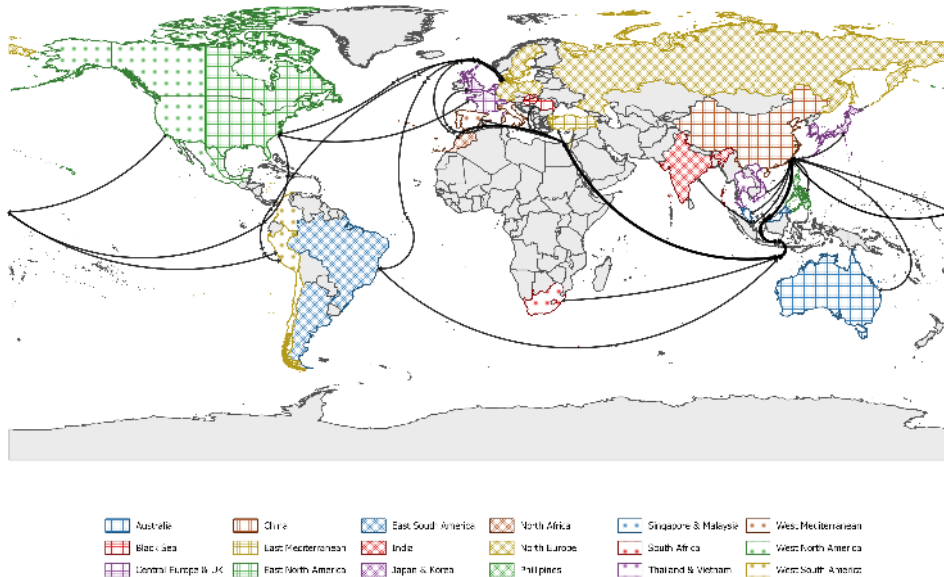 Australia China East South America North Africa Singapore & Malaysia West Mediterranean
Black Sea East Mediterranean India North Europe South Africa West North America
Central Europe & UK East North America Japan & Korea Philipines Thailand & Vietnam West South America